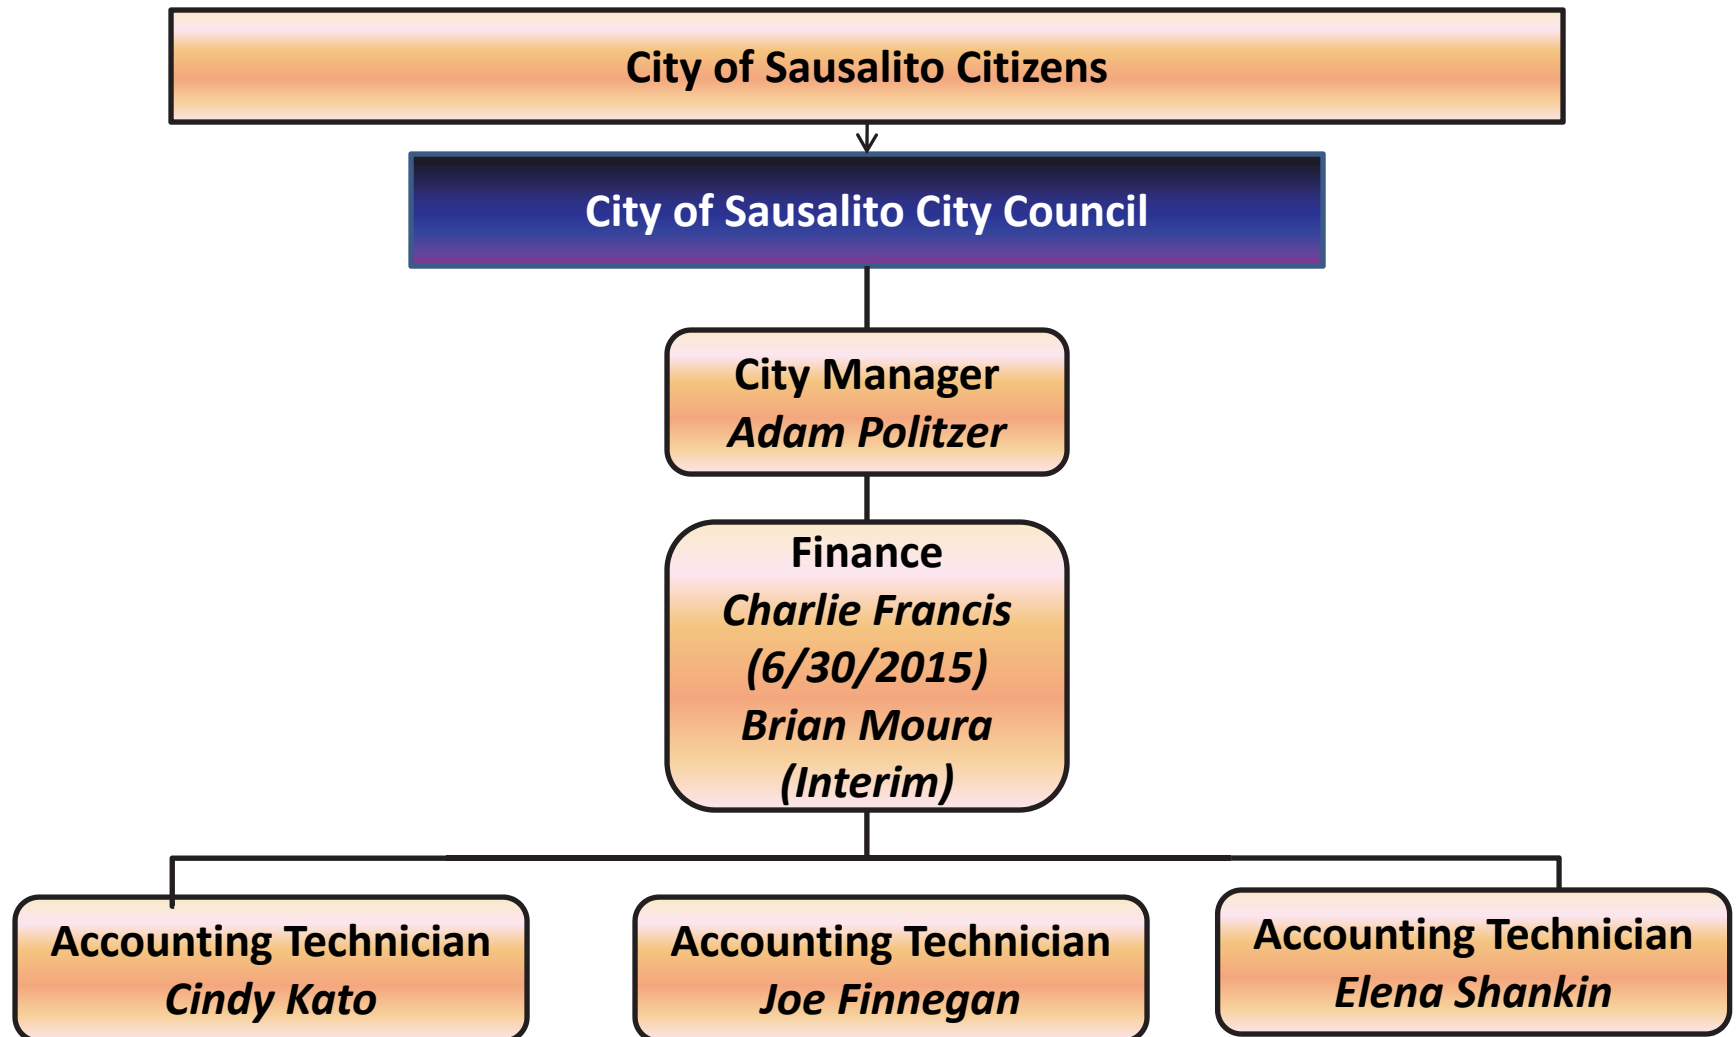 City of Sausalito Citizens
City of Sausalito City Council
City Manager
Adam Politzer
Finance
Charlie Francis
(6/30/2015)
Brian Moura
(Interim)
Accounting Technician
Cindy Kato
Accounting Technician
Joe Finnegan
Accounting Technician
Elena Shankin